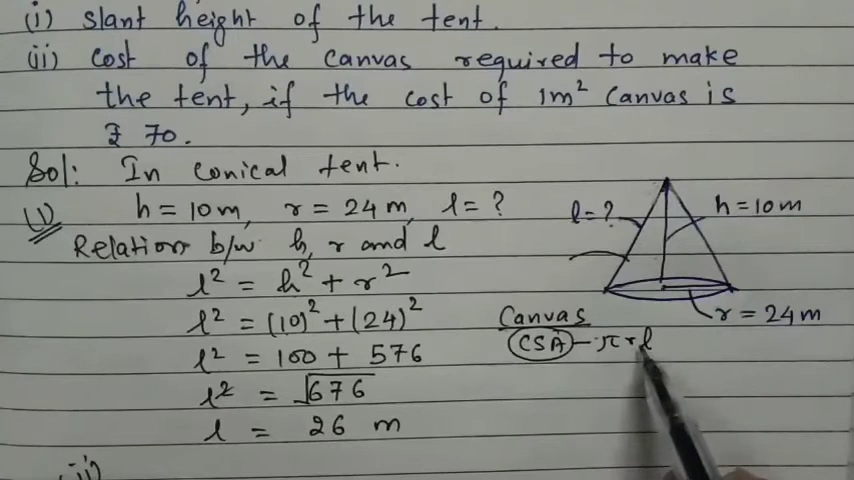 (i) slant height of the tent.
(ii) cost of the canvas required to make
the tent, if the cost of 1m² canvas is
₹ 70.
Sol: In conical tent.
(i) h = 10m, r = 24 m, l = ?
Relation b/w h, r and l
l² = h² + r²
l² = (10)² + (24)²
l² = 100 + 576
l² = √676
l = 26 m
(ii)
l = ?
h = 10m
r = 24 m
Canvas
CSA - πrl